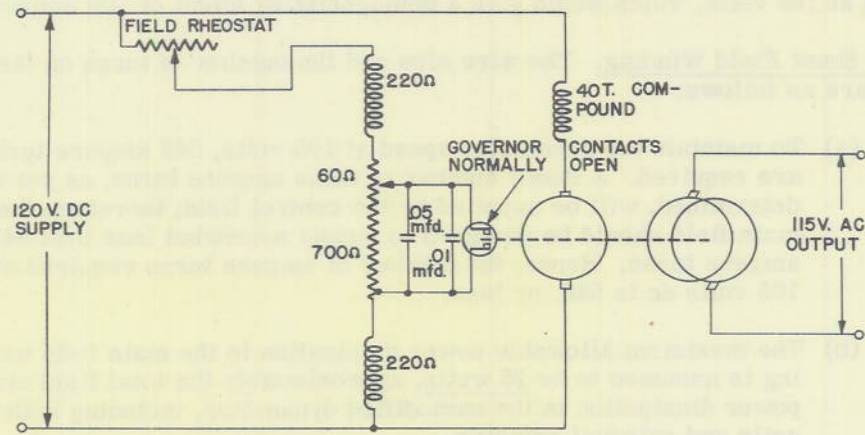 FIELD RHEOSTAT
220Ω
40 T. COM-
POUND
GOVERNOR CONTACTS
NORMALLY OPEN
60Ω
120 V. DC
SUPPLY
.05
mfd.
.01
mfd.
700Ω
115V. AC
OUTPUT
220Ω